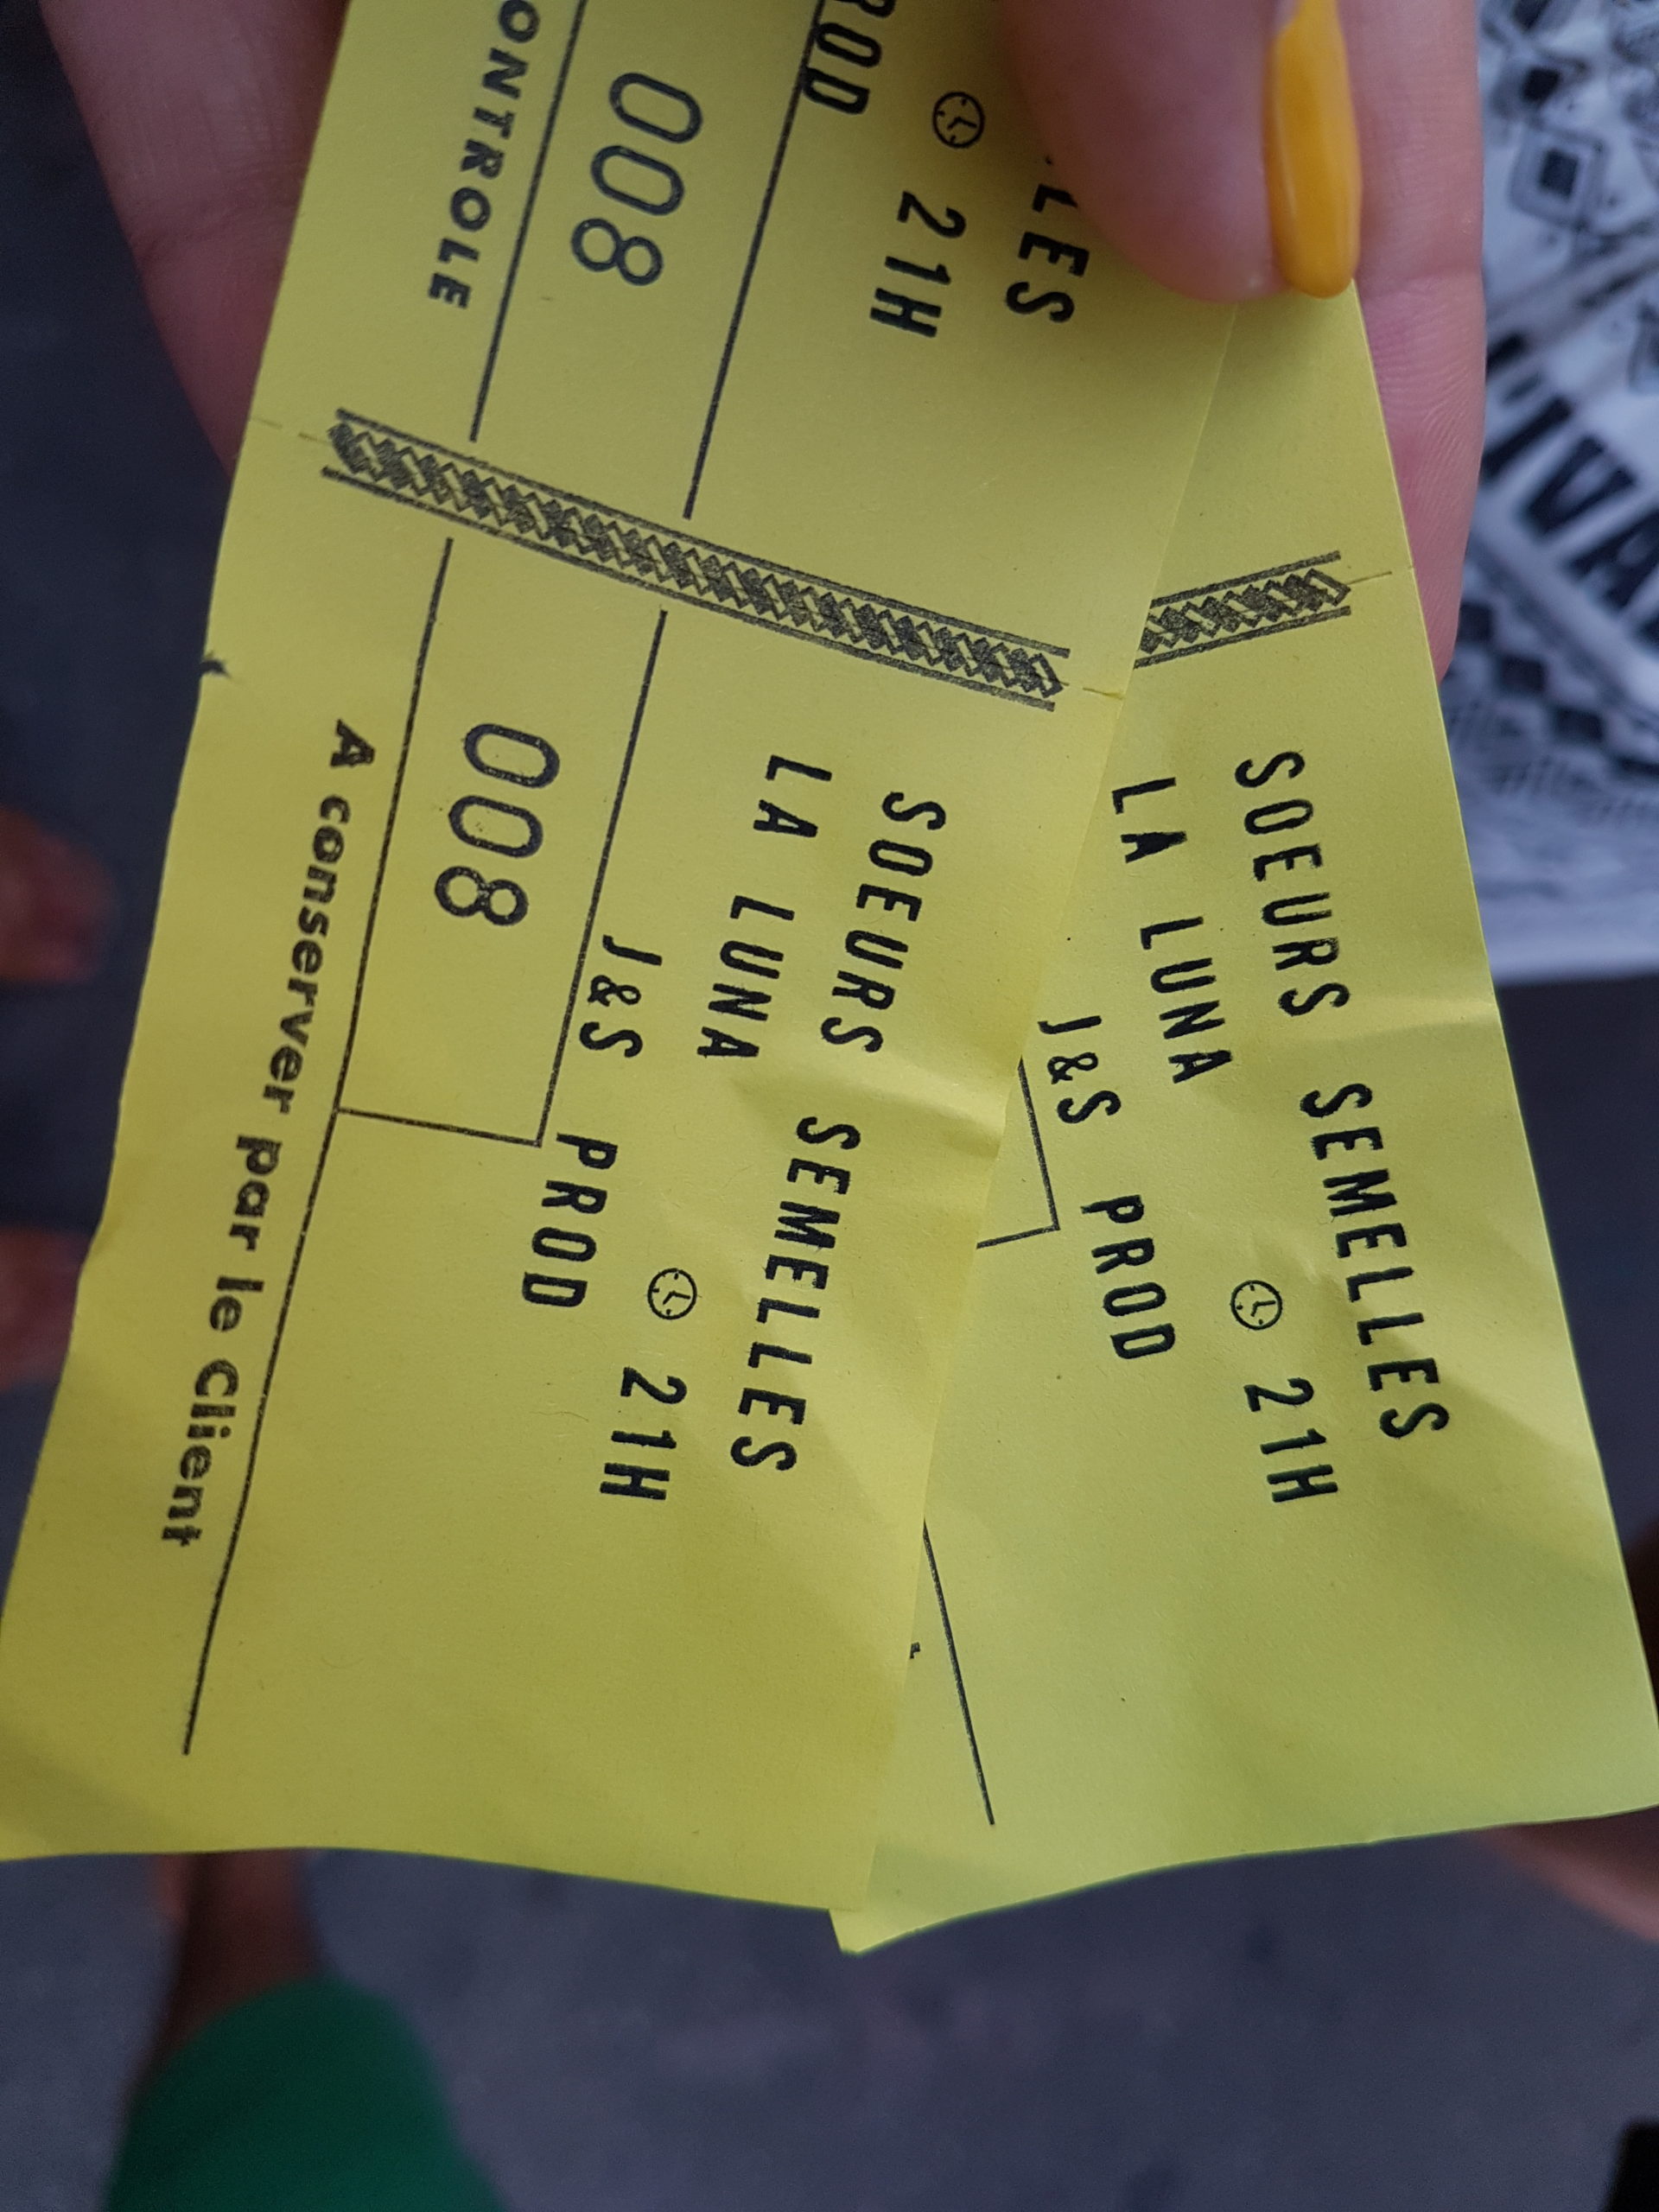 LES
21H
ROD
008
ONTROLE
SOEURS SEMELLES
LA LUNA
21H
J&S PROD
008
A conserver par le client
SOEURS SEMELLES
LA LUNA
21H
J&S PROD